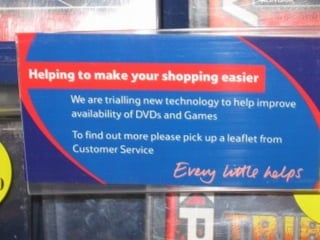 Helping to make your shopping easier
We are trialling new technology to help improve
availability of DVDs and Games
To find out more please pick up a leaflet from
Customer Service
Every little helps